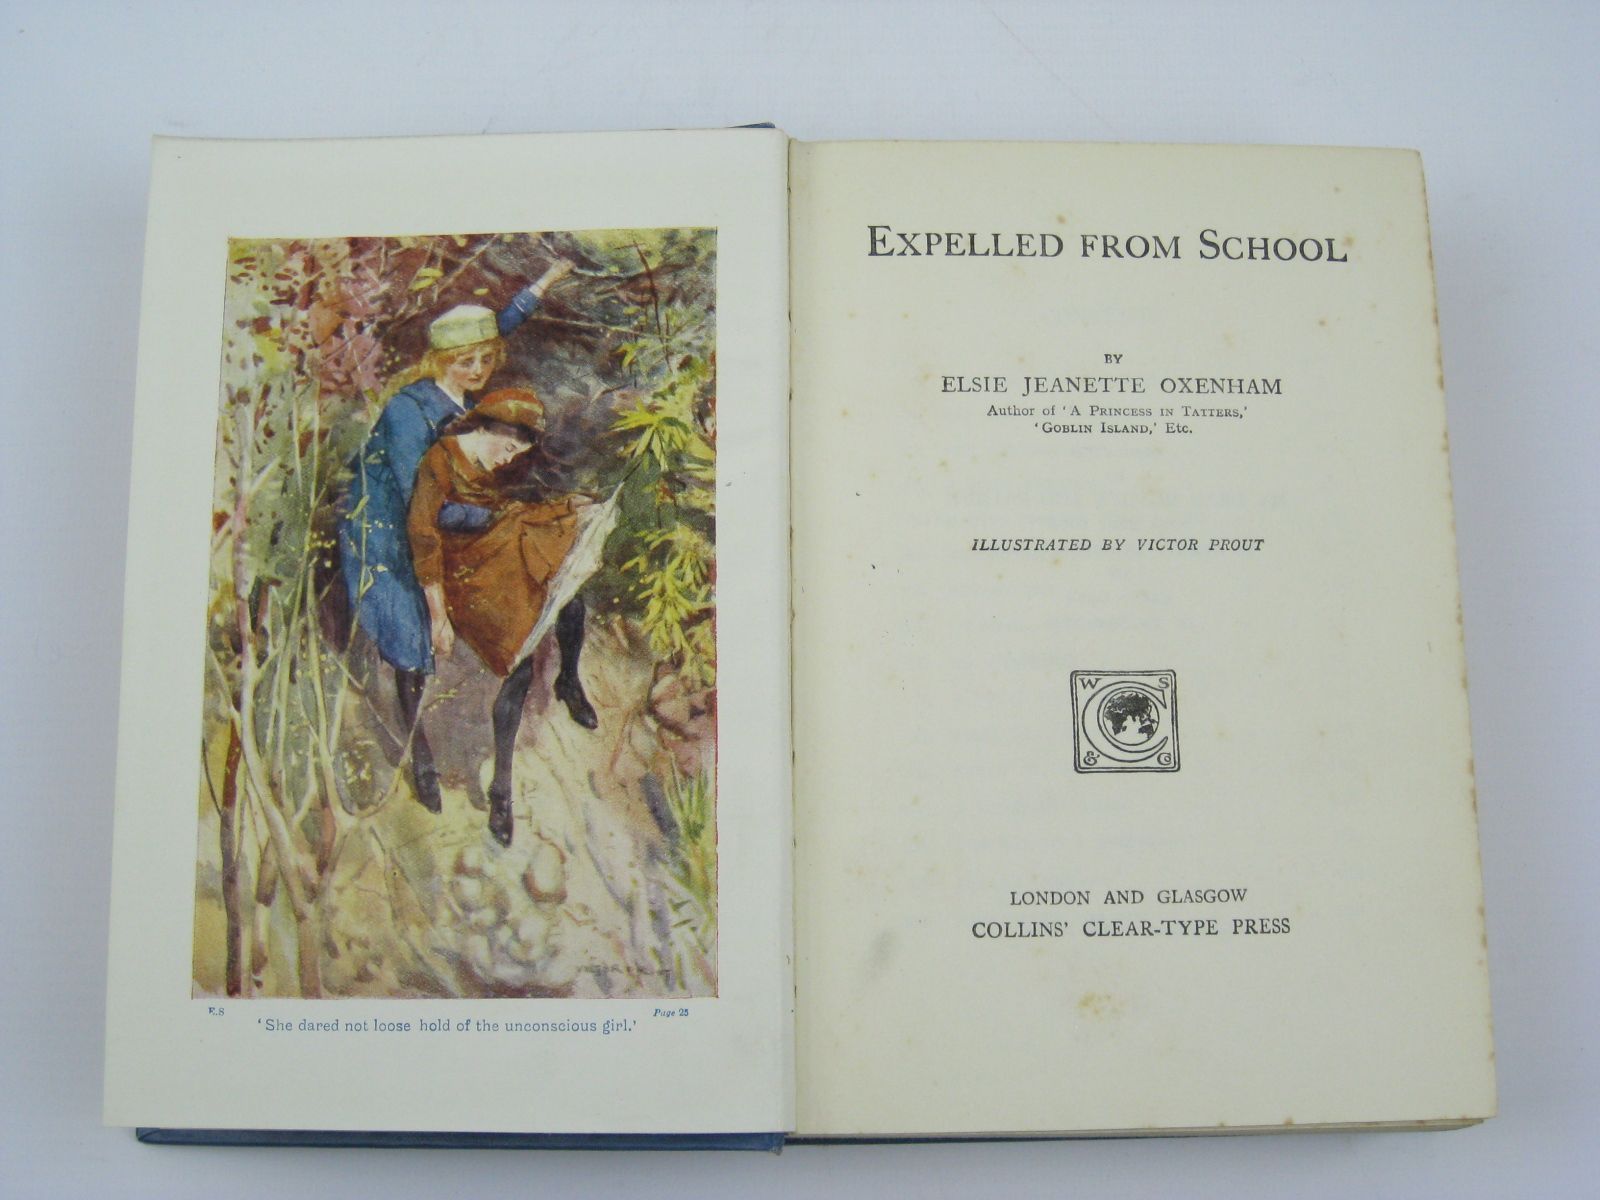 E.S Page 25
‘She dared not loose hold of the unconscious girl.’
EXPELLED FROM SCHOOL
BY
ELSIE JEANETTE OXENHAM
Author of ‘A PRINCESS IN TATTERS,’
‘GOBLIN ISLAND,’ Etc.
ILLUSTRATED BY VICTOR PROUT
W S
& Co
LONDON AND GLASGOW
COLLINS’ CLEAR-TYPE PRESS